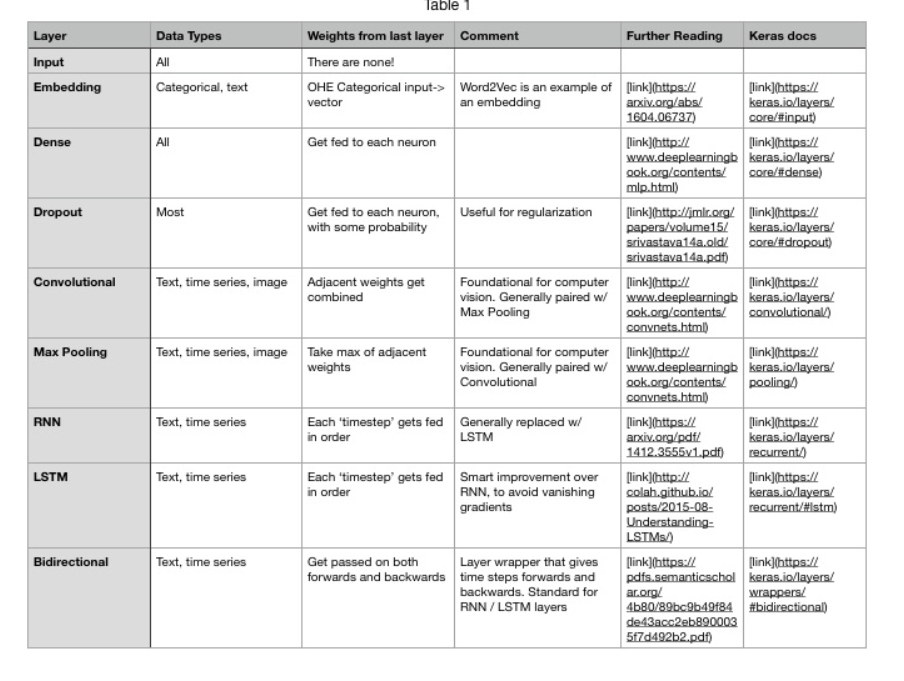 Table 1
Layer Data Types Weights from last layer Comment Further Reading Keras docs
Input All There are none!
Embedding Categorical, text OHE Categorical input-> Word2Vec is an example of [link](https:// [link](https://
vector an embedding arxiv.org/abs/ keras.io/layers/
1604.06737) core/#input)
Dense All Get fed to each neuron [link](http:// [link](https://
www.deeplearningb keras.io/layers/
ook.org/contents/ core/#dense)
mlp.html)
Dropout Most Get fed to each neuron, Useful for regularization [link](http://jmlr.org/ [link](https://
with some probability papers/volume15/ keras.io/layers/
srivastava14a.old/ core/#dropout)
srivastava14a.pdf)
Convolutional Text, time series, image Adjacent weights get Foundational for computer [link](http:// [link](https://
combined vision. Generally paired w/ www.deeplearningb keras.io/layers/
Max Pooling ook.org/contents/ convolutional/)
convnets.html)
Max Pooling Text, time series, image Take max of adjacent Foundational for computer [link](http:// [link](https://
weights vision. Generally paired w/ www.deeplearningb keras.io/layers/
Convolutional ook.org/contents/ pooling/)
convnets.html)
RNN Text, time series Each ‘timestep’ gets fed Generally replaced w/ [link](https:// [link](https://
in order LSTM arxiv.org/pdf/ keras.io/layers/
1412.3555v1.pdf) recurrent/)
LSTM Text, time series Each ‘timestep’ gets fed Smart improvement over [link](http:// [link](https://
in order RNN, to avoid vanishing colah.github.io/ keras.io/layers/
gradients posts/2015-08- recurrent/#lstm)
Understanding-
LSTMs/)
Bidirectional Text, time series Get passed on both Layer wrapper that gives [link](https:// [link](https://
forwards and backwards time steps forwards and pdfs.semanticschol keras.io/layers/
backwards. Standard for ar.org/ wrappers/
RNN / LSTM layers 4b80/89bc9b49f84 #bidirectional)
de43acc2eb890003
5f7d492b2.pdf)